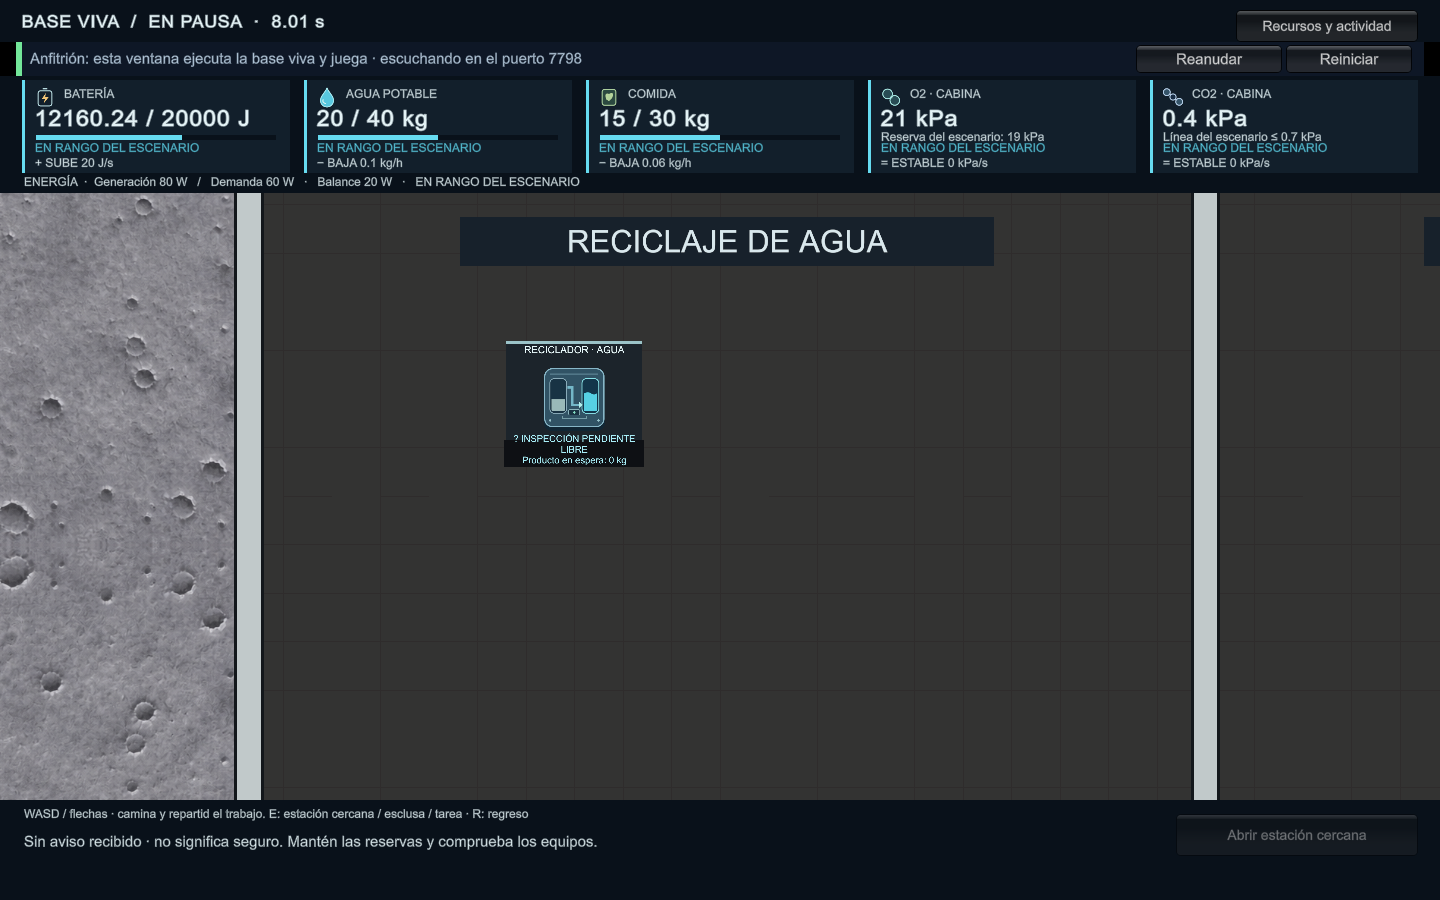 BASE VIVA / EN PAUSA · 8.01 s
Recursos y actividad
Anfitrión: esta ventana ejecuta la base viva y juega · escuchando en el puerto 7798
Reanudar
Reiniciar
BATERÍA
12160.24 / 20000 J
EN RANGO DEL ESCENARIO
+ SUBE 20 J/s
AGUA POTABLE
20 / 40 kg
EN RANGO DEL ESCENARIO
− BAJA 0.1 kg/h
COMIDA
15 / 30 kg
EN RANGO DEL ESCENARIO
− BAJA 0.06 kg/h
O2 · CABINA
21 kPa
Reserva del escenario: 19 kPa
EN RANGO DEL ESCENARIO
= ESTABLE 0 kPa/s
CO2 · CABINA
0.4 kPa
Línea del escenario ≤ 0.7 kPa
EN RANGO DEL ESCENARIO
= ESTABLE 0 kPa/s
ENERGÍA · Generación 80 W / Demanda 60 W · Balance 20 W · EN RANGO DEL ESCENARIO
RECICLAJE DE AGUA
RECICLADOR · AGUA
? INSPECCIÓN PENDIENTE
LIBRE
Producto en espera: 0 kg
WASD / flechas · camina y repartid el trabajo. E: estación cercana / esclusa / tarea · R: regreso
Sin aviso recibido · no significa seguro. Mantén las reservas y comprueba los equipos.
Abrir estación cercana